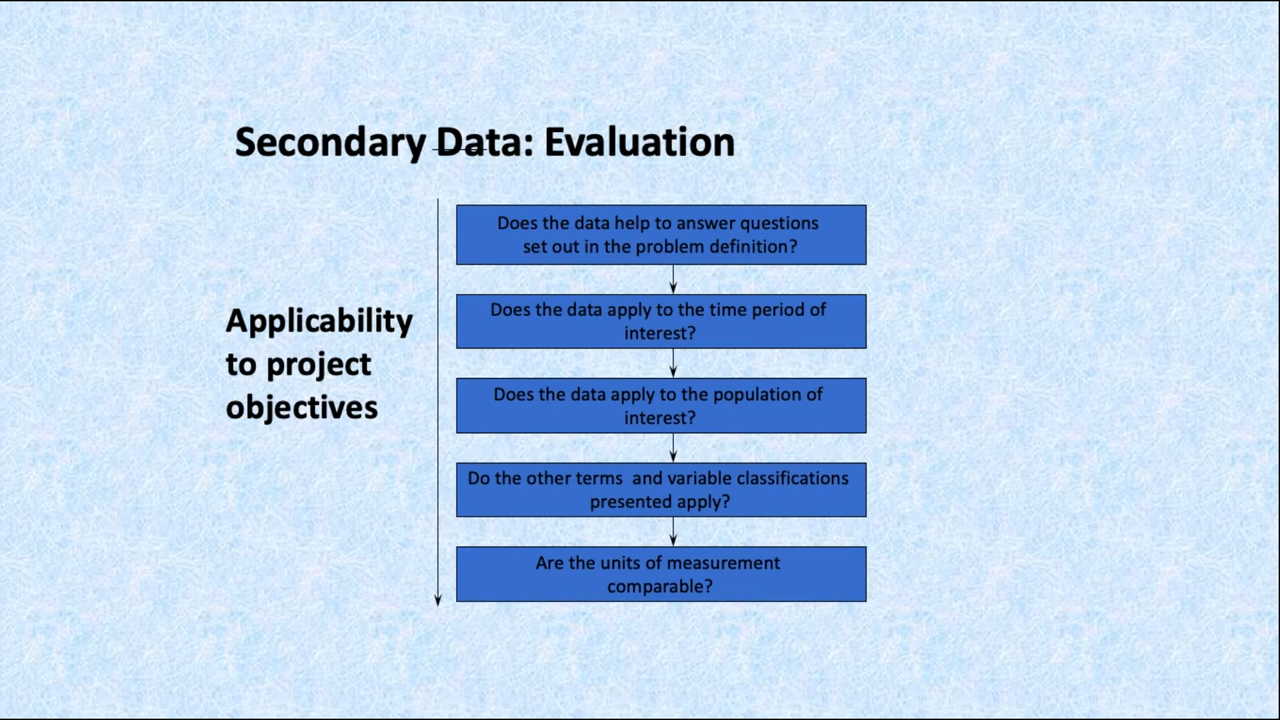 Secondary Data: Evaluation
Applicability
to project
objectives
Does the data help to answer questions
set out in the problem definition?
Does the data apply to the time period of
interest?
Does the data apply to the population of
interest?
Do the other terms  and variable classifications
presented apply?
Are the units of measurement
comparable?